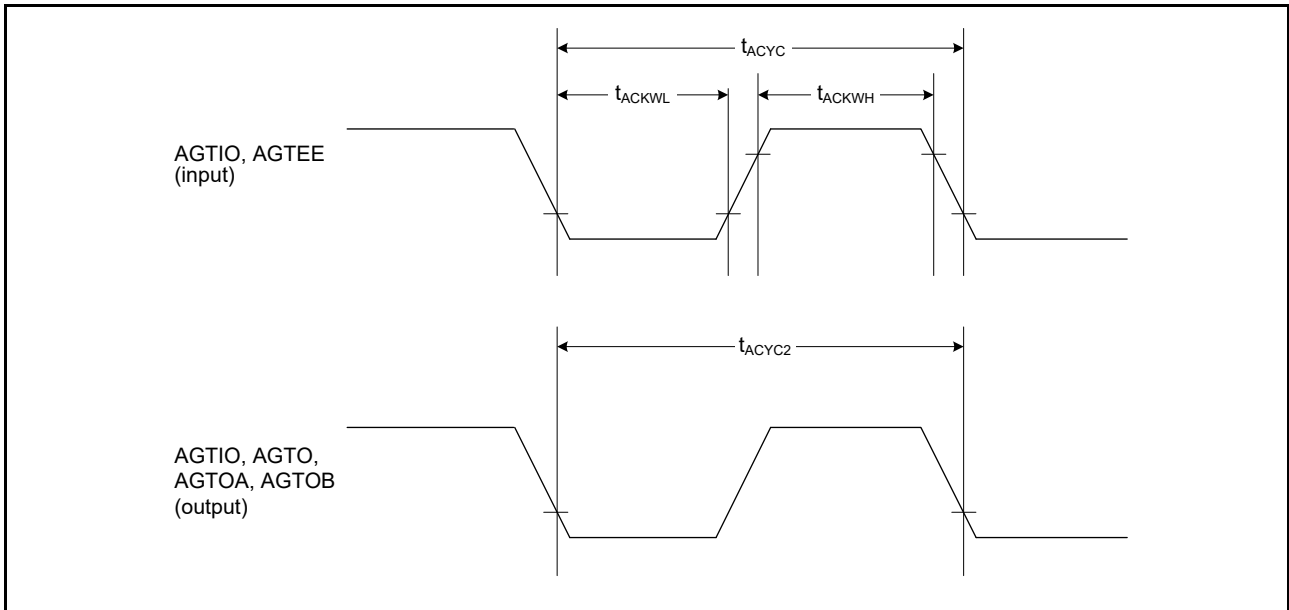 tACYC
tACKWL
tACKWH
AGTIO, AGTEE
(input)
tACYC2
AGTIO, AGTO,
AGTOA, AGTOB
(output)